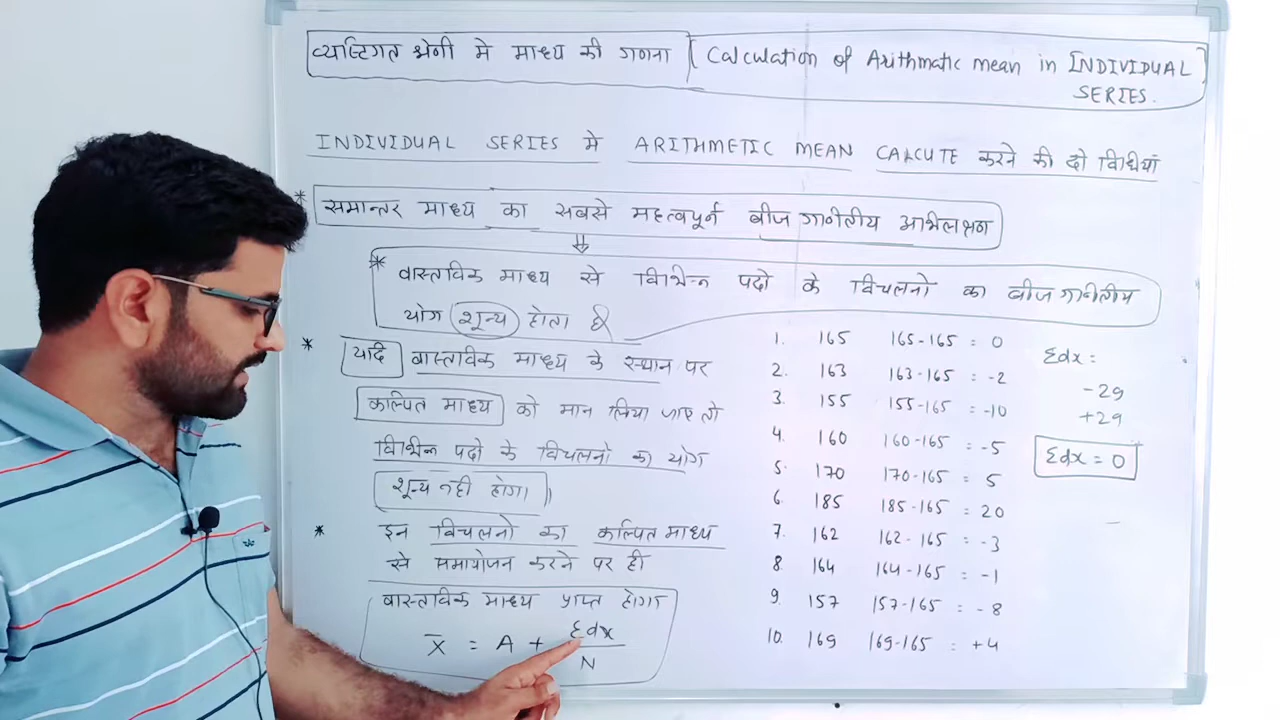 व्यष्टिगत श्रेणी मे माध्य की गणना (Calculation of Arithmatic mean in INDIVIDUAL
SERIES.
INDIVIDUAL SERIES मे ARITHMETIC MEAN CALCUTE करने की दो विधियां
* समान्तर माध्य का सबसे महत्वपूर्न बीज गानीतीय अभिलक्षण
⇓
* वास्तविक माध्य से विभिन्न पदो के विचलनो का बीज गानीतीय
योग शून्य होता है
* यदि वास्तविक माध्य के स्थान पर
कल्पित माध्य को मान लिया जाए तो
विभिन्न पदो के विचलनो का योग
शून्य नही होगा।
* इन विचलनो का कल्पित माध्य
से समायोजन करने पर ही
वास्तविक माध्य प्राप्त होगा
X̄ = A + Σdx
N
1. 165 165-165 = 0
2. 163 163-165 = -2
3. 155 155-165 = -10
4. 160 160-165 = -5
5. 170 170-165 = 5
6. 185 185-165 = 20
7. 162 162-165 = -3
8 164 164-165 = -1
9. 157 157-165 = -8
10. 169 169-165 = +4
Σdx =
-29
+29
Σdx = 0